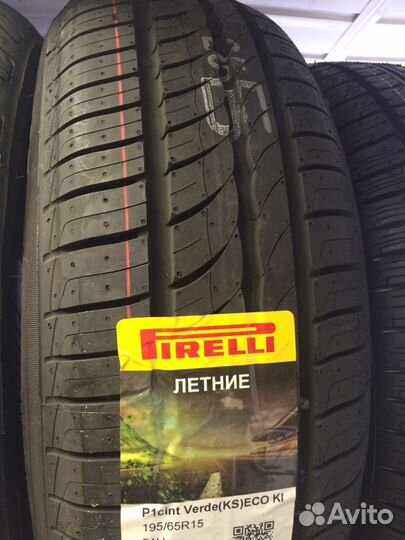 PIRELLI
ЛЕТНИЕ
P1cint Verde(KS)ECO KI
195/65R15
Avito